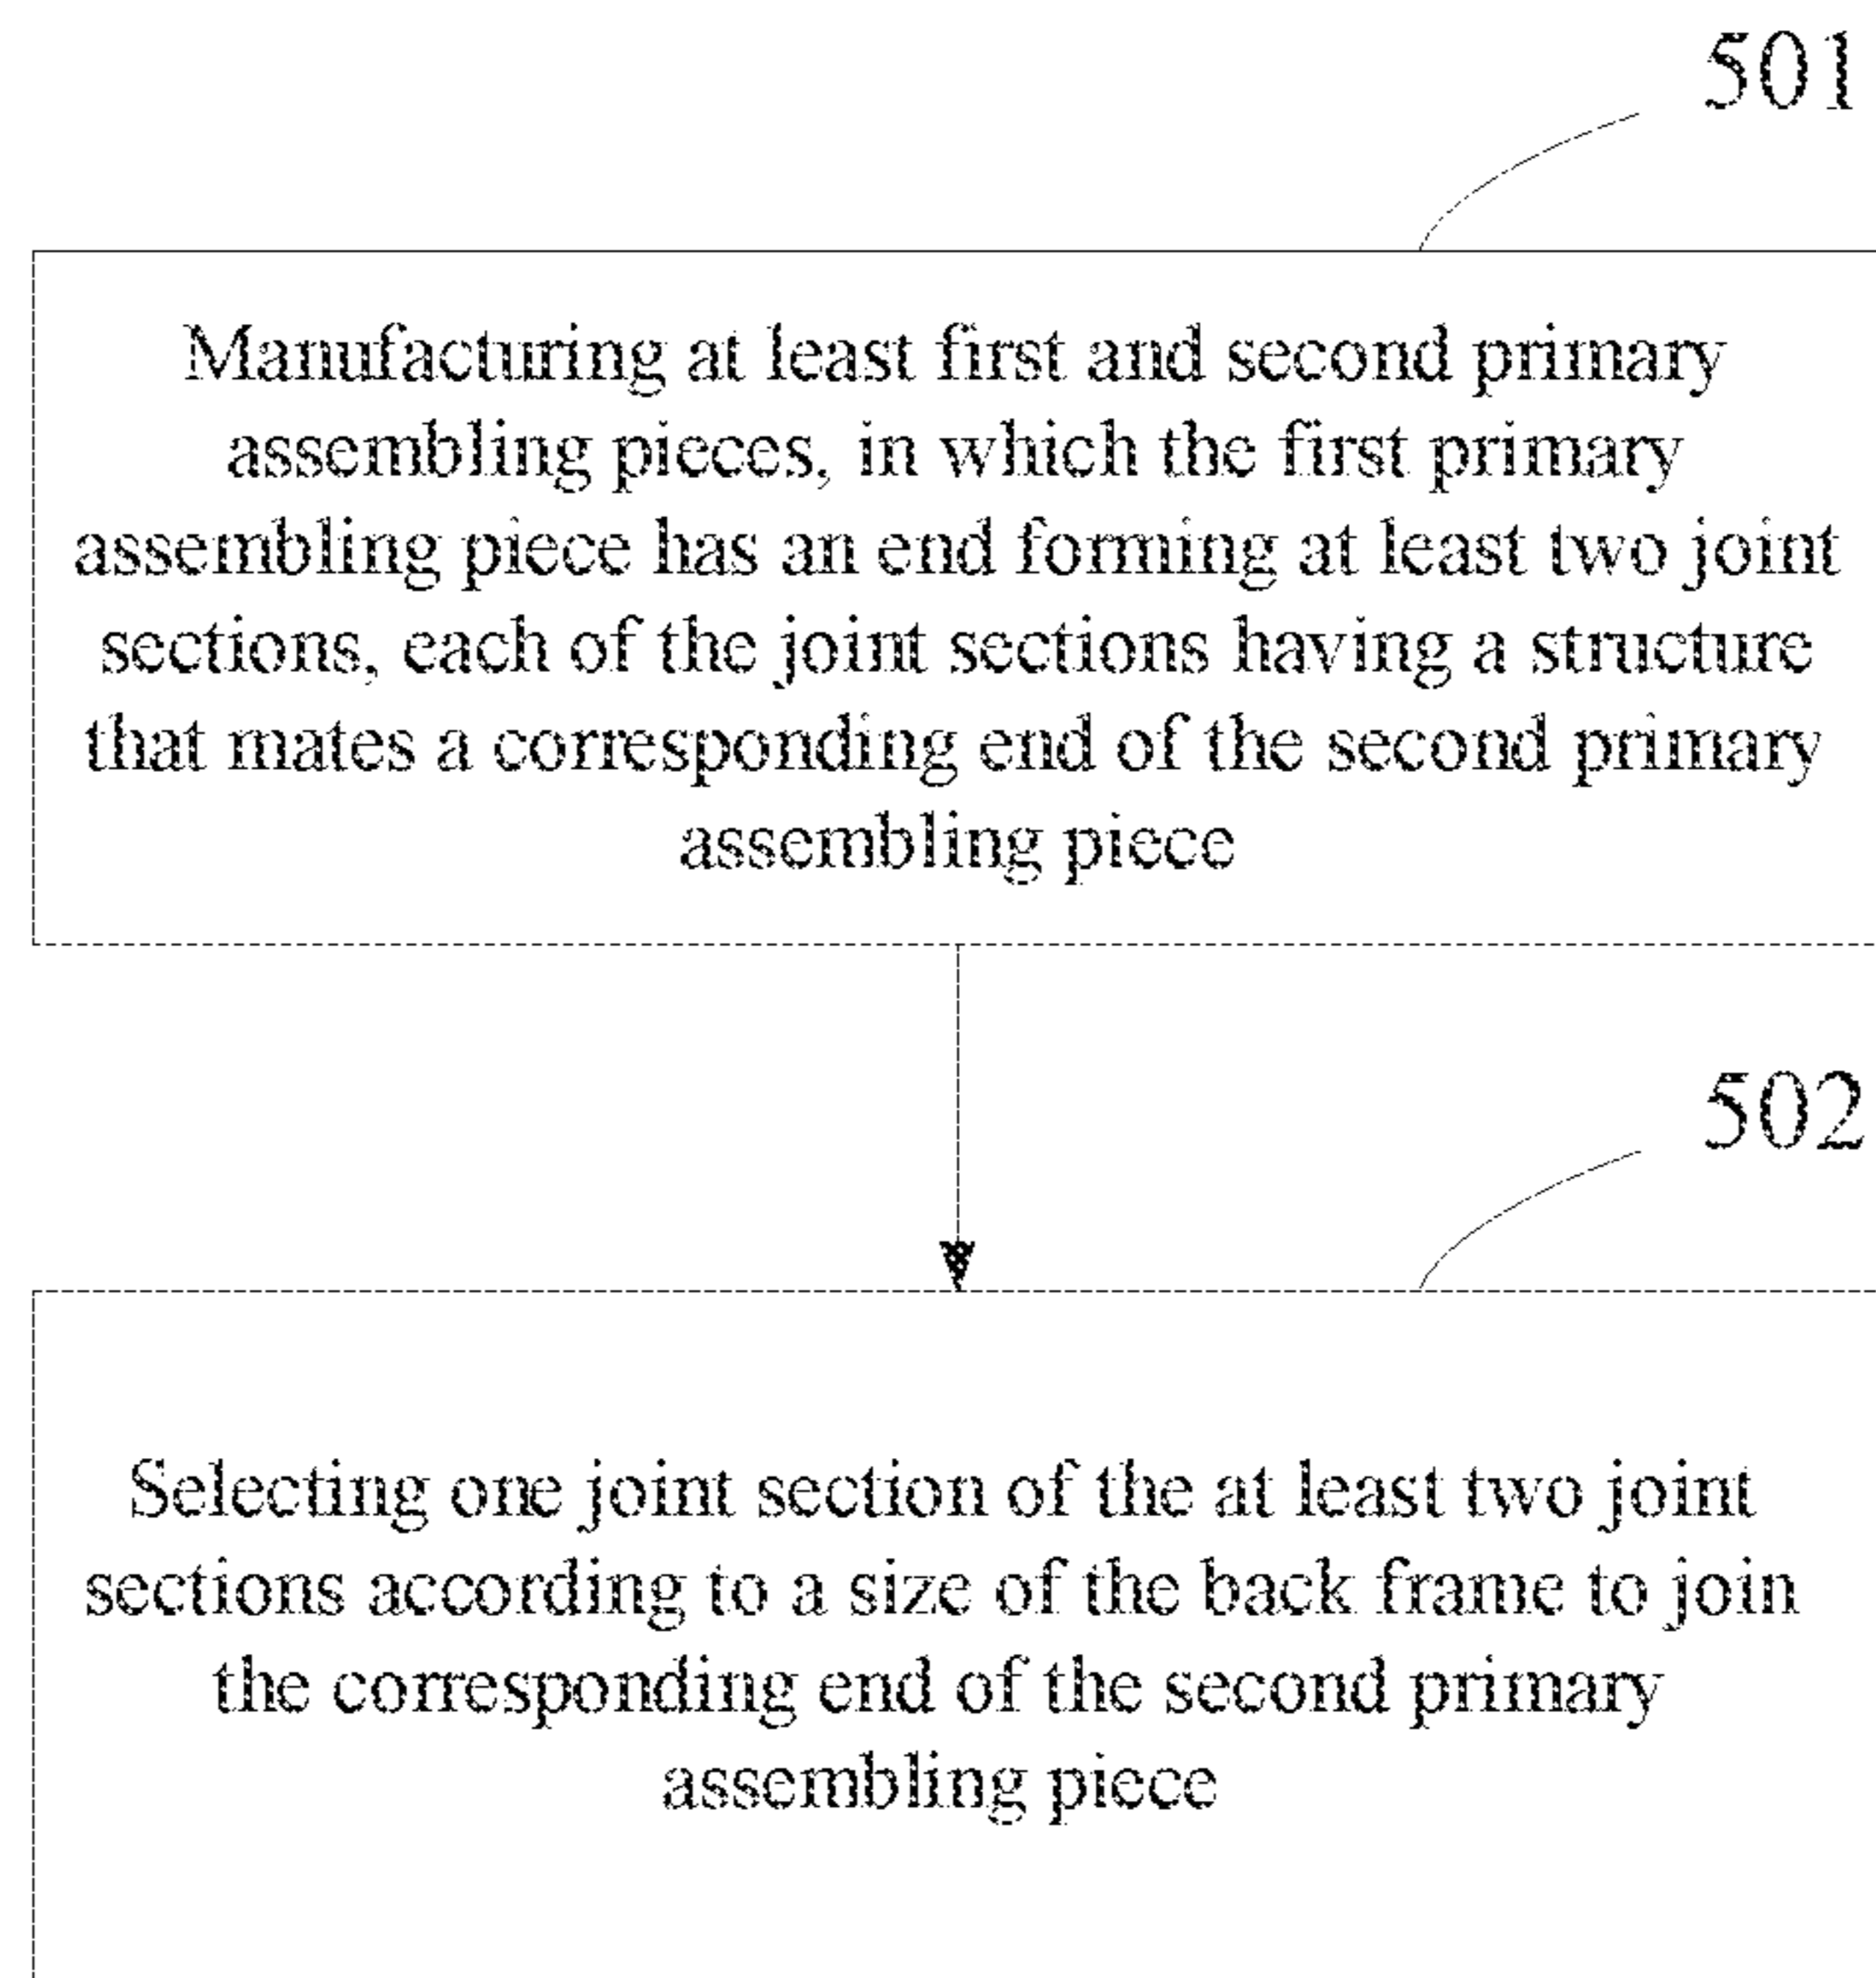 501
Manufacturing at least first and second primary
assembling pieces, in which the first primary
assembling piece has an end forming at least two joint
sections, each of the joint sections having a structure
that mates a corresponding end of the second primary
assembling piece
502
Selecting one joint section of the at least two joint
sections according to a size of the back frame to join
the corresponding end of the second primary
assembling piece